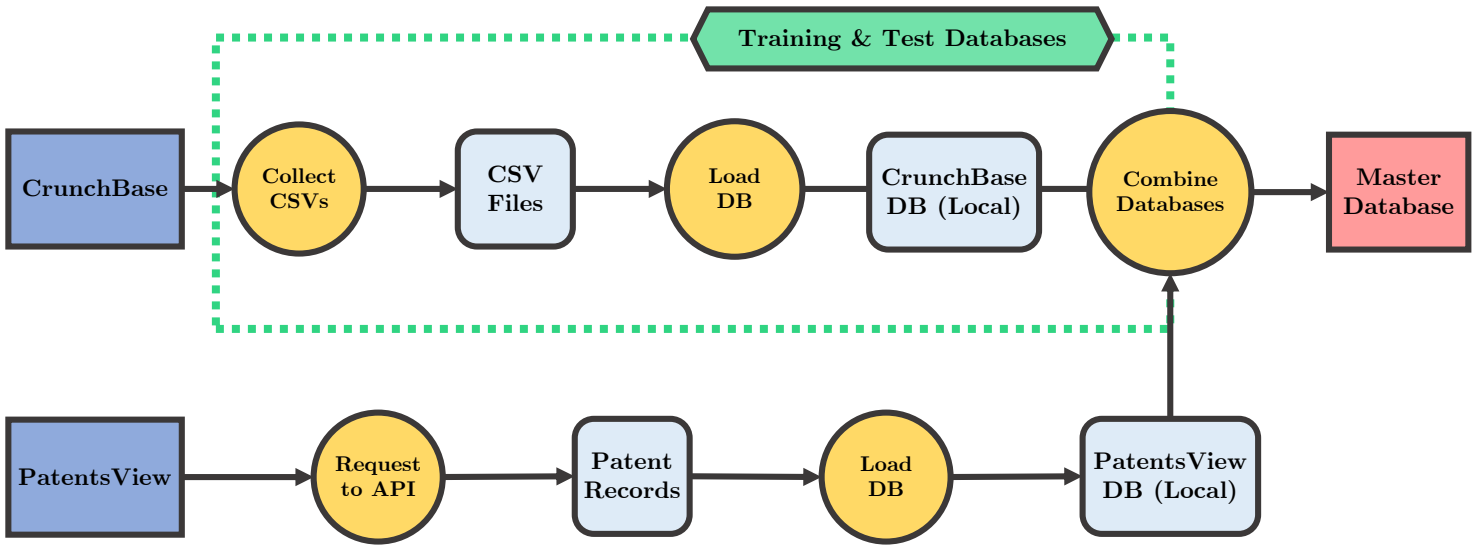 Training & Test Databases
CrunchBase
Collect
CSVs
CSV
Files
Load
DB
CrunchBase
DB (Local)
Combine
Databases
Master
Database
PatentsView
Request
to API
Patent
Records
Load
DB
PatentsView
DB (Local)